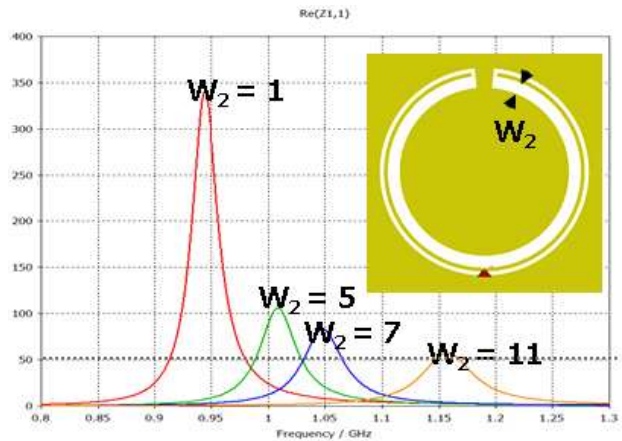 Re(Z1,1)
400
350
300
250
200
150
100
50
0
W2 = 1
W2
W2 = 5
W2 = 7
W2 = 11
0.8 0.85 0.9 0.95 1 1.05 1.1 1.15 1.2 1.25 1.3
Frequency / GHz